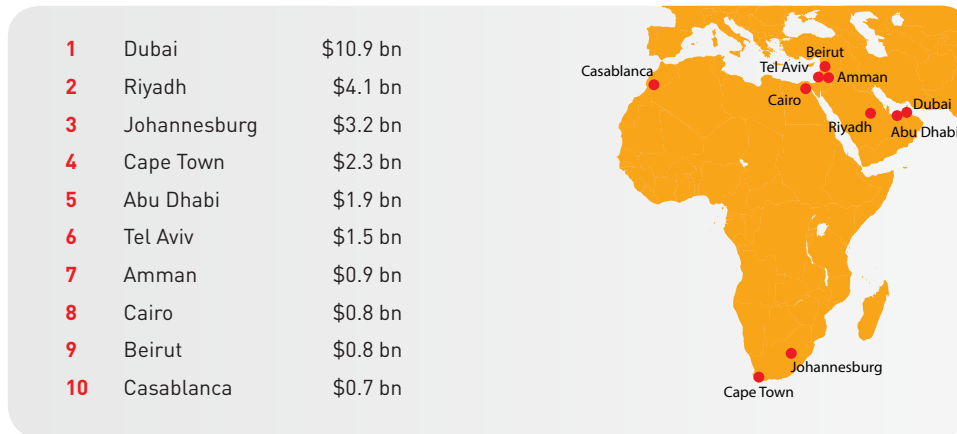 1 Dubai $10.9 bn
2 Riyadh $4.1 bn
3 Johannesburg $3.2 bn
4 Cape Town $2.3 bn
5 Abu Dhabi $1.9 bn
6 Tel Aviv $1.5 bn
7 Amman $0.9 bn
8 Cairo $0.8 bn
9 Beirut $0.8 bn
10 Casablanca $0.7 bn
Beirut
Tel Aviv
Casablanca
Amman
Cairo
Dubai
Riyadh
Abu Dhabi
Johannesburg
Cape Town